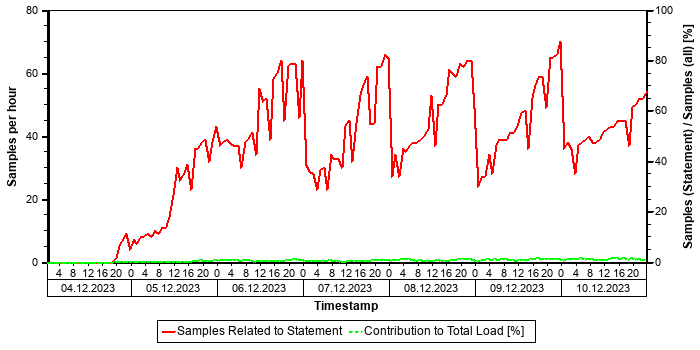 80
100
60
80
60
40
40
20
20
0
0
Samples per hour
Samples (Statement) / Samples (all) [%]
4 8 12 16 20 0 4 8 12 16 20 0 4 8 12 16 20 0 4 8 12 16 20 0 4 8 12 16 20 0 4 8 12 16 20 0 4 8 12 16 20
04.12.2023 05.12.2023 06.12.2023 07.12.2023 08.12.2023 09.12.2023 10.12.2023
Timestamp
Samples Related to Statement Contribution to Total Load [%]